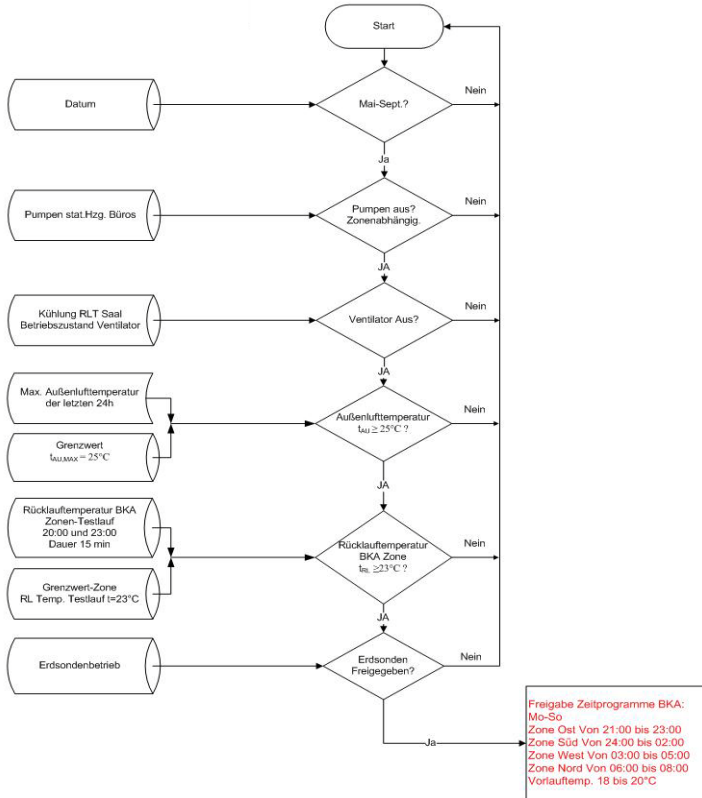 Start
Datum
Mai-Sept.?
Nein
Ja
Pumpen stat.Hzg. Büros
Pumpen aus?
Zonenabhängig.
Nein
JA
Kühlung RLT Saal
Betriebszustand Ventilator
Ventilator Aus?
Nein
JA
Max. Außenlufttemperatur
der letzten 24h
Grenzwert
tAU,MAX = 25°C
Außenlufttemperatur
tAU ≥ 25°C ?
Nein
JA
Rücklauftemperatur BKA
Zonen-Testlauf
20:00 und 23:00
Dauer 15 min
Grenzwert-Zone
RL Temp. Testlauf t=23°C
Rücklauftemperatur
BKA Zone
tRL ≥23°C ?
Nein
JA
Erdsondenbetrieb
Erdsonden
Freigegeben?
Nein
Ja
Freigabe Zeitprogramme BKA:
Mo-So
Zone Ost Von 21:00 bis 23:00
Zone Süd Von 24:00 bis 02:00
Zone West Von 03:00 bis 05:00
Zone Nord Von 06:00 bis 08:00
Vorlauftemp. 18 bis 20°C